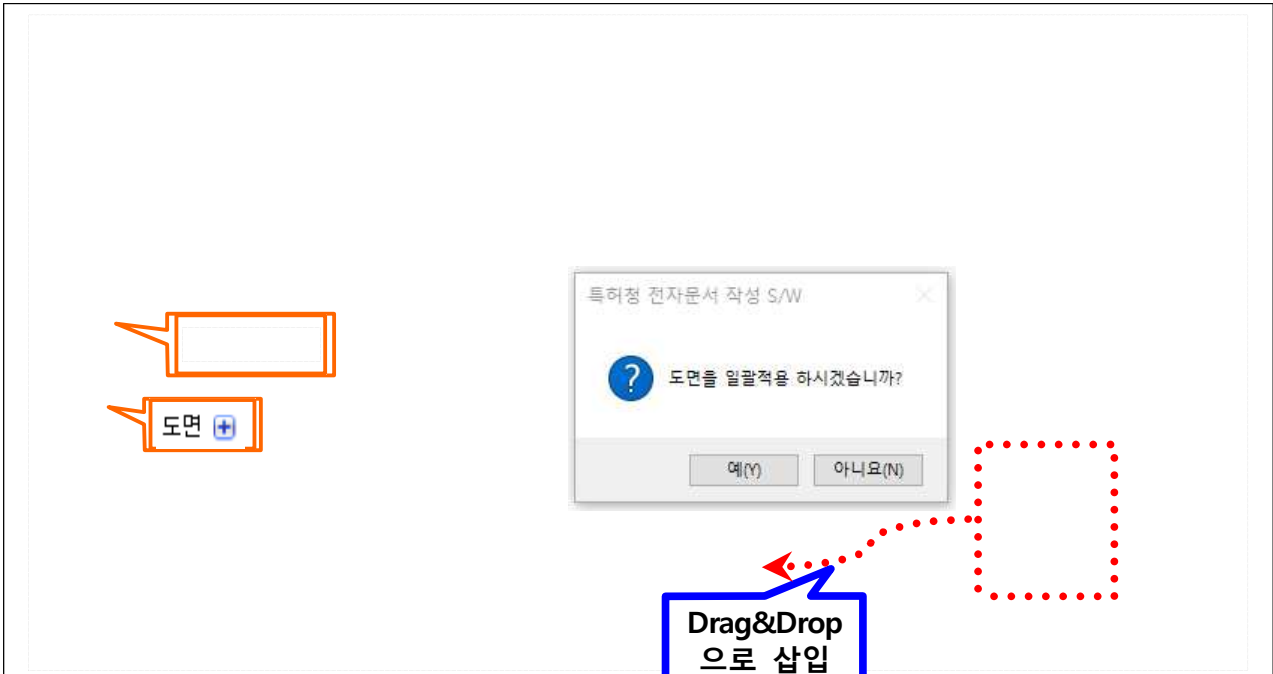 특허청 전자문서 작성 S/W
도면을 일괄적용 하시겠습니까?
도면
예(Y) 아니요(N)
Drag&Drop
으로 삽입